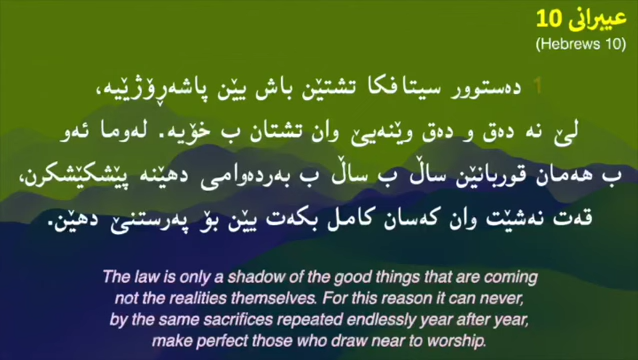 عیبرانی 10
(Hebrews 10)
1 دەستوور سیتافکا تشتێن باش یێن پاشەڕۆژێیە،
لێ نە دەق و دەق وێنەیێ وان تشتان ب خۆیە. لەوما ئەو
ب هەمان قوربانێن ساڵ ب ساڵ ب بەردەوامی دهێنە پێشکێشکرن،
قەت نەشێت وان کەسان کامل بکەت یێن بۆ پەرستنێ دهێن.
The law is only a shadow of the good things that are coming
not the realities themselves. For this reason it can never,
by the same sacrifices repeated endlessly year after year,
make perfect those who draw near to worship.